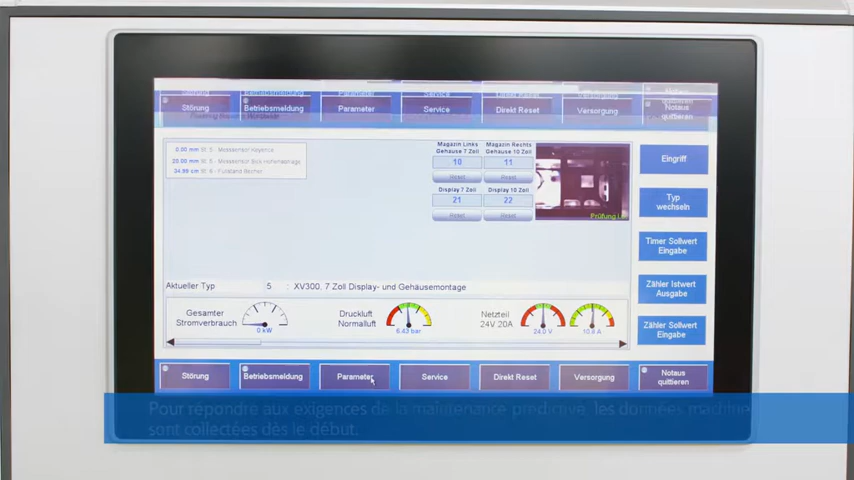 Störung Betriebsmeldung Parameter Service Direkt Reset Versorgung Notaus quittieren
0.00 mm
20.00 mm
34.99 cm
Magazin Links
Gehäuse 7 Zoll
10
Reset
Magazin Rechts
Gehäuse 10 Zoll
11
Reset
Display 7 Zoll
21
Reset
Display 10 Zoll
22
Reset
Eingriff
Typ
wechseln
Timer Sollwert
Eingabe
Zähler Istwert
Ausgabe
Zähler Sollwert
Eingabe
Aktueller Typ 5 : XV300, 7 Zoll Display- und Gehäusemontage
Gesamter
Stromverbrauch
0 kW
Druckluft
Normalluft
6.43 bar
Netzteil
24V 20A
24.0 V
10.4 A
Störung Betriebsmeldung Parameter Service Direkt Reset Versorgung Notaus quittieren
Pour répondre aux exigences de la maintenance prédictive, les données machine
sont collectées dès le début.